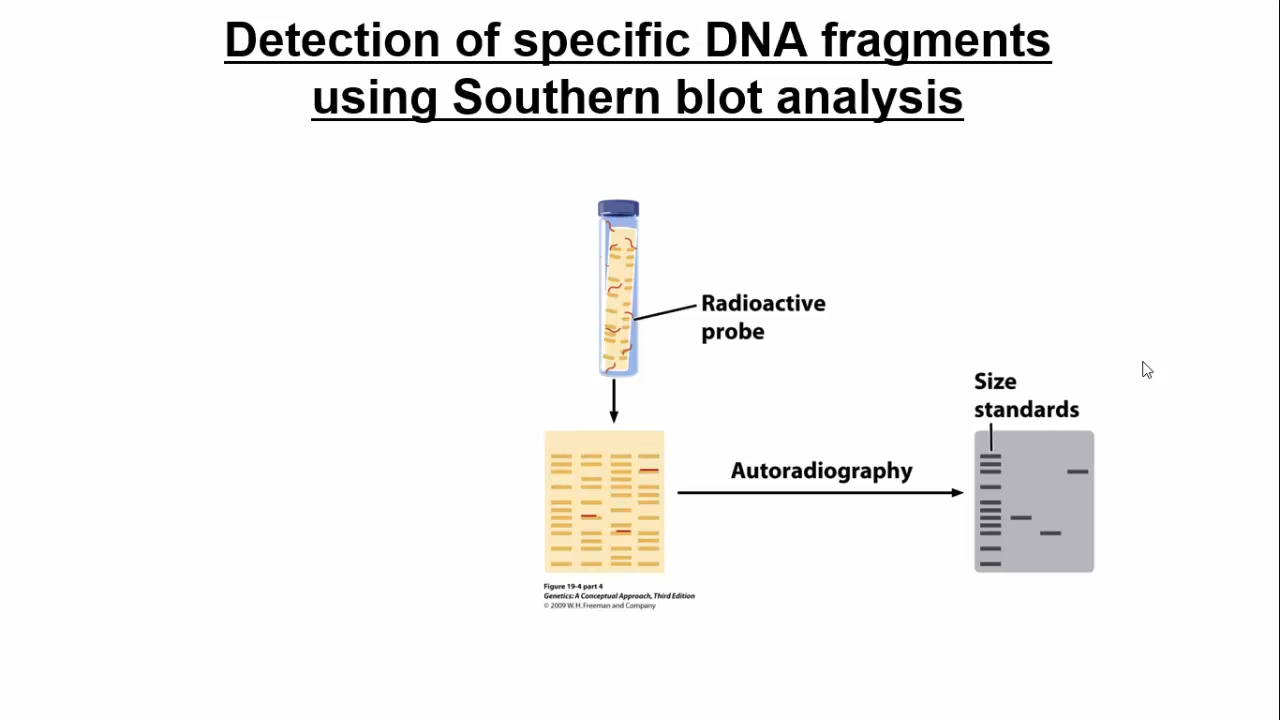 Detection of specific DNA fragments
using Southern blot analysis
Radioactive
probe
Size
standards
Autoradiography
Figure 19-4 part 4
Genetics: A Conceptual Approach, Third Edition
© 2009 W. H. Freeman and Company